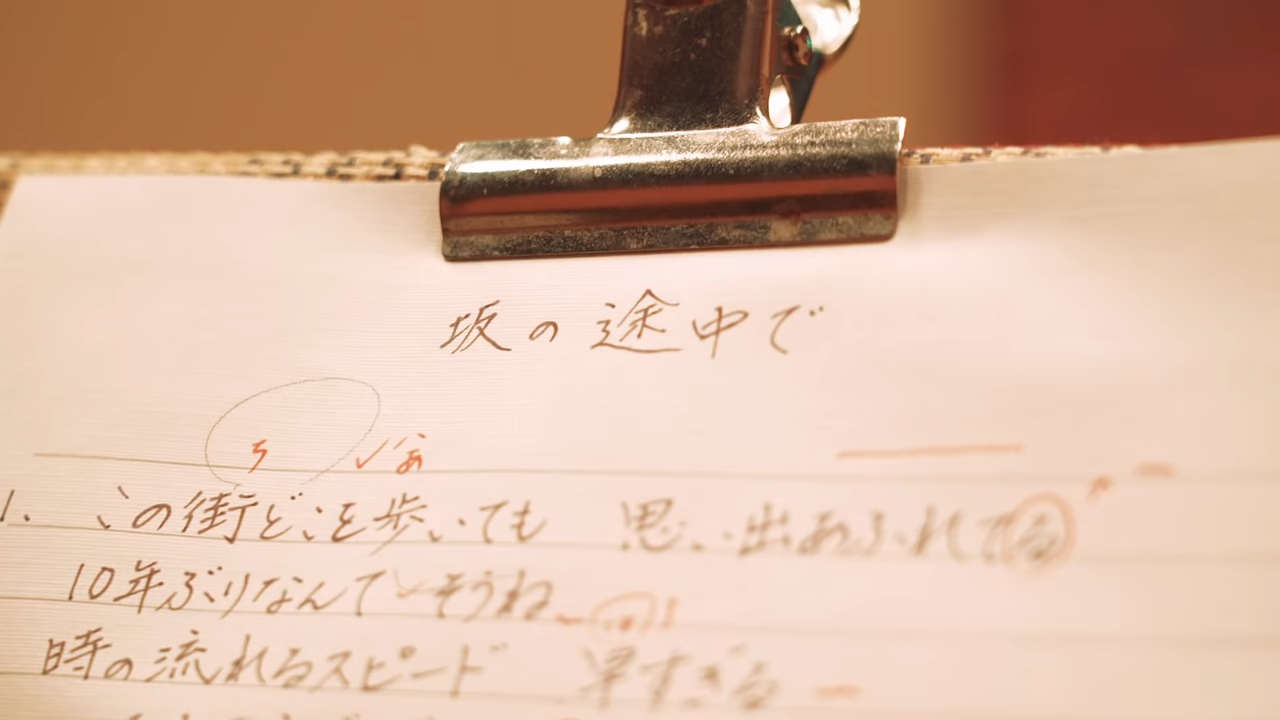 坂の途中で
1. この街どこを歩いても 思い出あふれてる
10年ぶりなんて そうね
時の流れるスピード 早すぎる